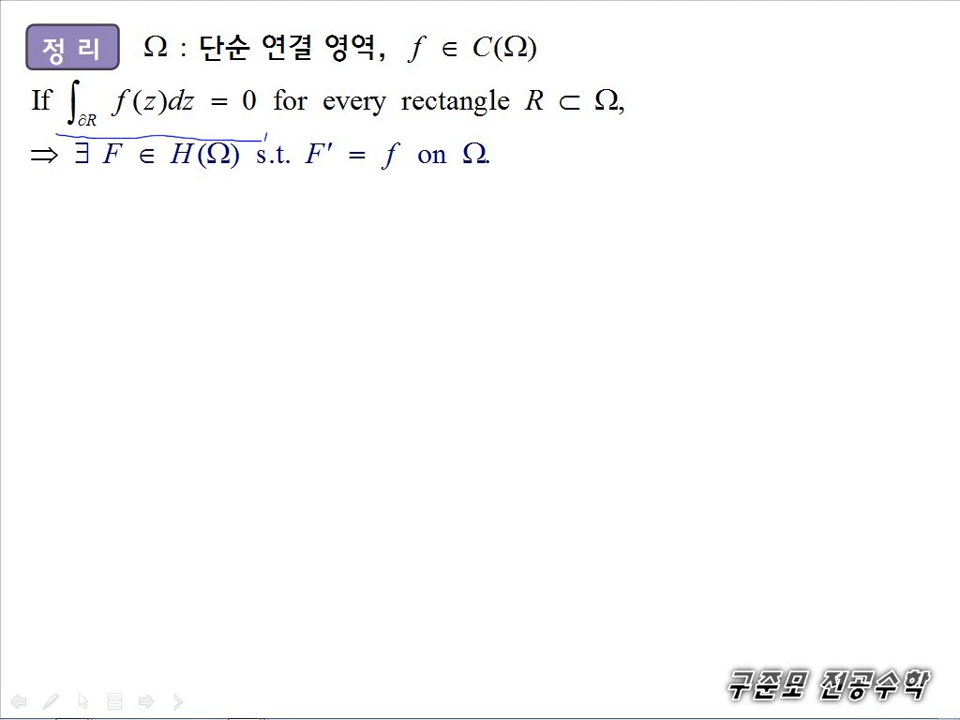 정 리 Ω : 단순 연결 영역, f ∈ C(Ω)
If ∫_∂R f(z)dz = 0 for every rectangle R ⊂ Ω,
⇒ ∃ F ∈ H(Ω) s.t. F′ = f on Ω.
구준모 전공수학